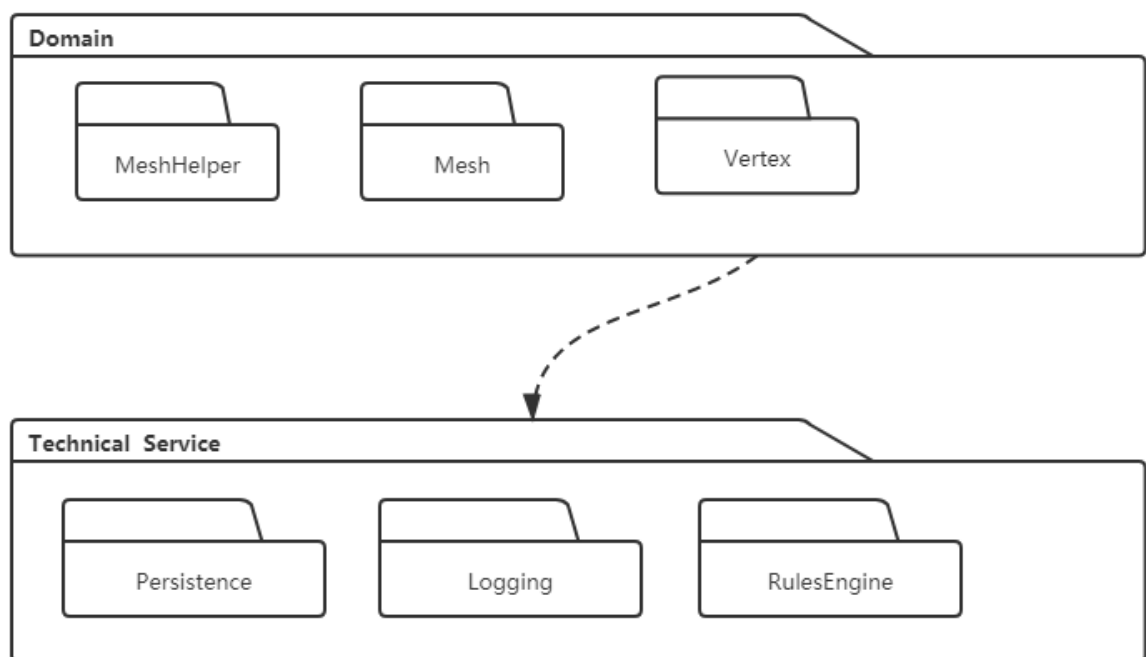 Domain
MeshHelper
Mesh
Vertex
Technical Service
Persistence
Logging
RulesEngine